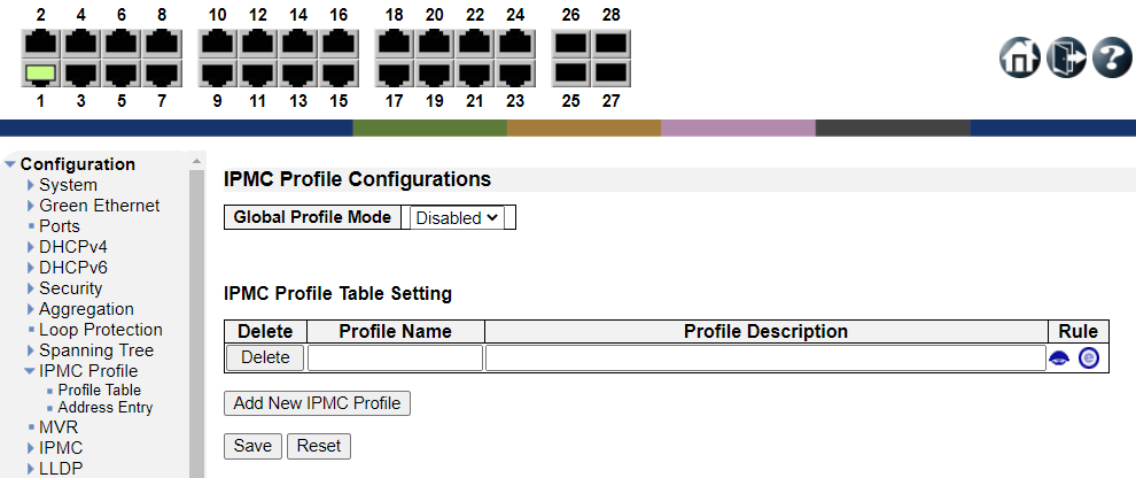 2 4 6 8 10 12 14 16 18 20 22 24 26 28
1 3 5 7 9 11 13 15 17 19 21 23 25 27
Configuration
System
Green Ethernet
Ports
DHCPv4
DHCPv6
Security
Aggregation
Loop Protection
Spanning Tree
IPMC Profile
Profile Table
Address Entry
MVR
IPMC
LLDP
IPMC Profile Configurations
Global Profile Mode Disabled
IPMC Profile Table Setting
Delete Profile Name Profile Description Rule
Delete
Add New IPMC Profile
Save Reset